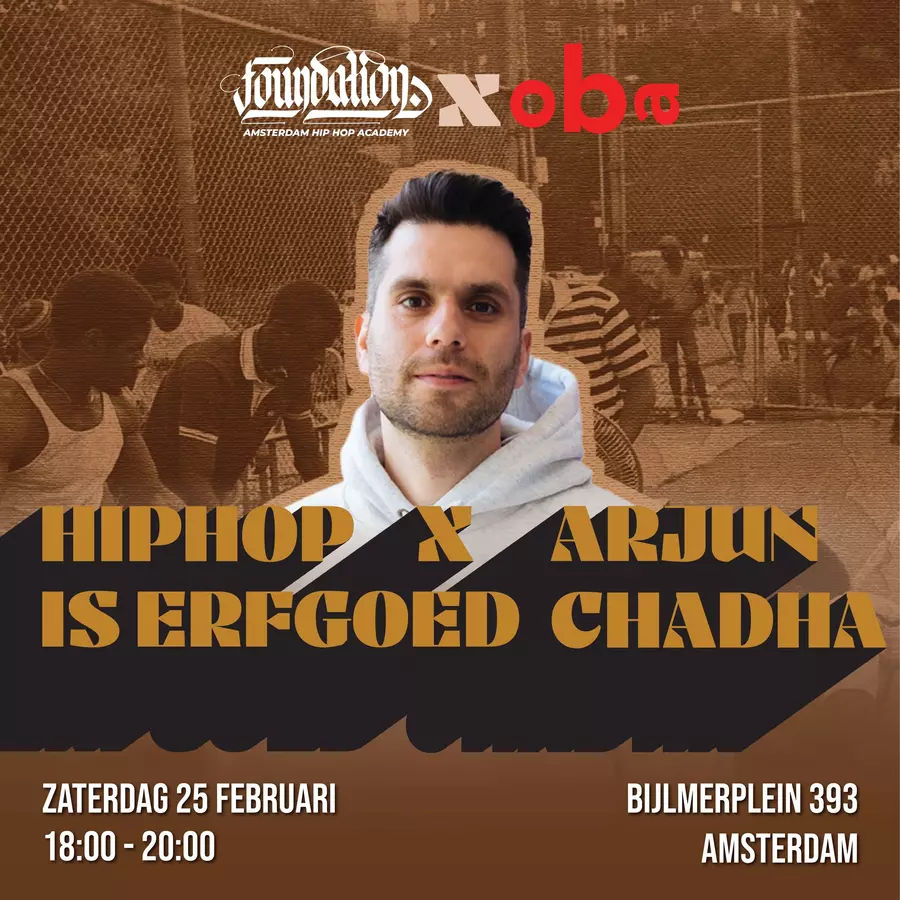 foundation
AMSTERDAM HIP HOP ACADEMY
X oba
HIPHOP X ARJUN
IS ERFGOED CHADHA
ZATERDAG 25 FEBRUARI
18:00 - 20:00
BIJLMERPLEIN 393
AMSTERDAM